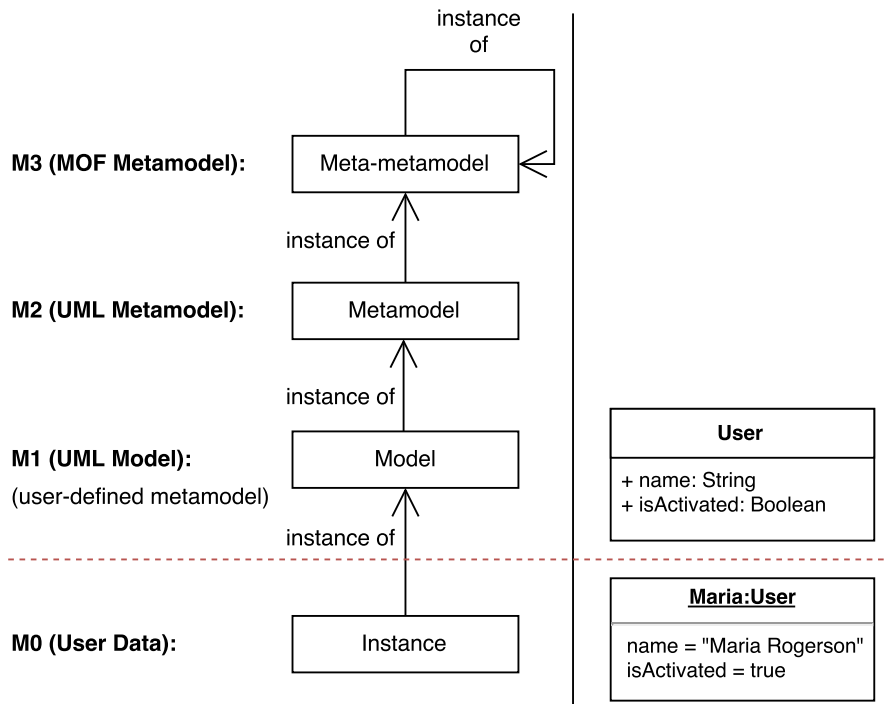 instance
of
M3 (MOF Metamodel):
Meta-metamodel
instance of
M2 (UML Metamodel):
Metamodel
instance of
M1 (UML Model):
(user-defined metamodel)
Model
User
+ name: String
+ isActivated: Boolean
instance of
M0 (User Data):
Instance
Maria:User
name = "Maria Rogerson"
isActivated = true